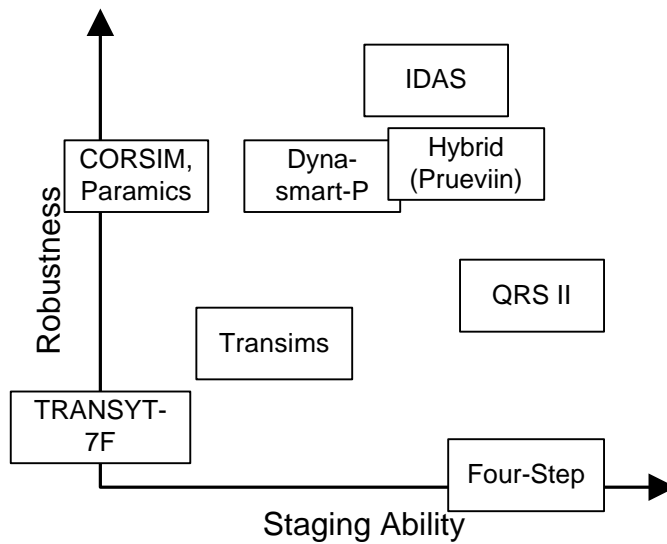 IDAS
CORSIM,
Paramics
Dyna-
smart-P
Hybrid
(Prueviin)
Robustness
QRS II
Transims
TRANSYT-
7F
Four-Step
Staging Ability